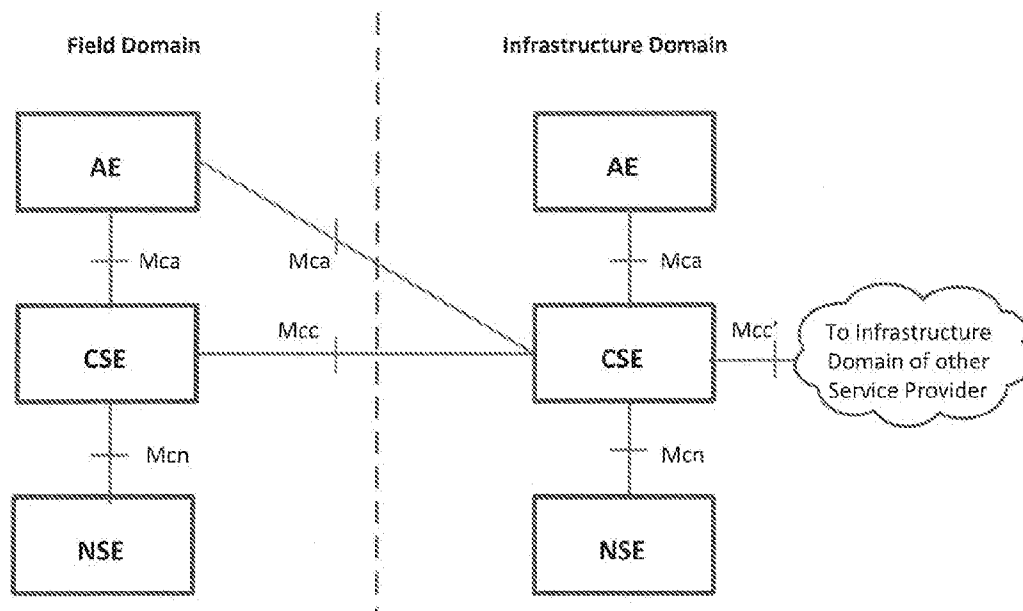 Field Domain
Infrastructure Domain
AE
AE
Mca
Mca
Mca
CSE
Mcc
CSE
Mcc'
To Infrastructure
Domain of other
Service Provider
Mcn
Mcn
NSE
NSE